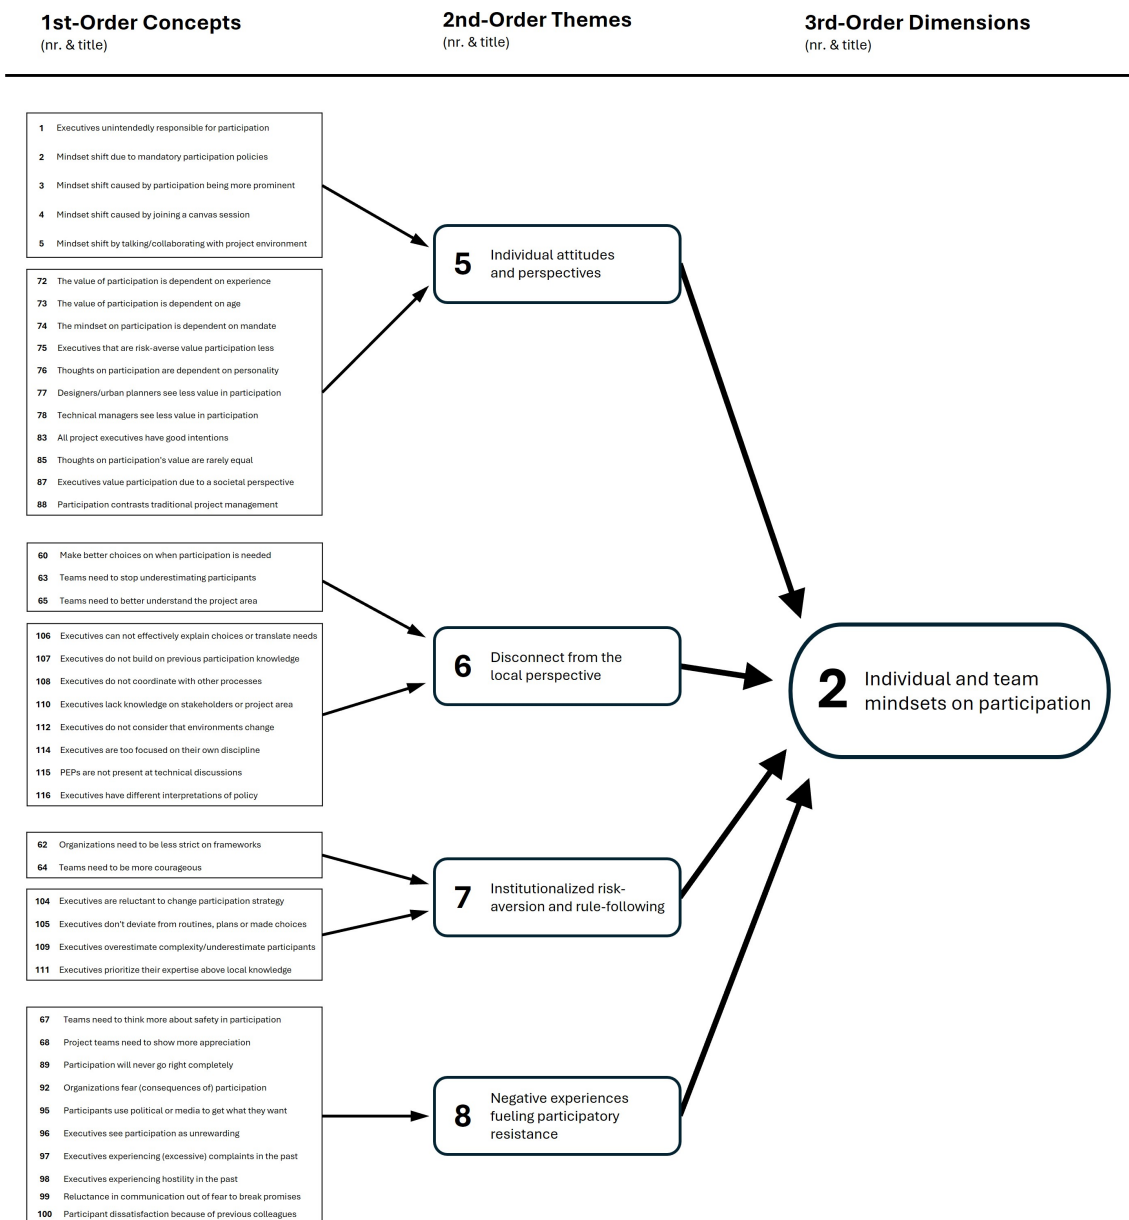 1st-Order Concepts
(nr. & title)
2nd-Order Themes
(nr. & title)
3rd-Order Dimensions
(nr. & title)
1 Executives unintendedly responsible for participation
2 Mindset shift due to mandatory participation policies
3 Mindset shift caused by participation being more prominent
4 Mindset shift caused by joining a canvas session
5 Mindset shift by talking/collaborating with project environment
72 The value of participation is dependent on experience
73 The value of participation is dependent on age
74 The mindset on participation is dependent on mandate
75 Executives that are risk-averse value participation less
76 Thoughts on participation are dependent on personality
77 Designers/urban planners see less value in participation
78 Technical managers see less value in participation
83 All project executives have good intentions
85 Thoughts on participation's value are rarely equal
87 Executives value participation due to a societal perspective
88 Participation contrasts traditional project management
5 Individual attitudes
and perspectives
60 Make better choices on when participation is needed
63 Teams need to stop underestimating participants
65 Teams need to better understand the project area
106 Executives can not effectively explain choices or translate needs
107 Executives do not build on previous participation knowledge
108 Executives do not coordinate with other processes
110 Executives lack knowledge on stakeholders or project area
112 Executives do not consider that environments change
114 Executives are too focused on their own discipline
115 PEPs are not present at technical discussions
116 Executives have different interpretations of policy
6 Disconnect from the
local perspective
2 Individual and team
mindsets on participation
62 Organizations need to be less strict on frameworks
64 Teams need to be more courageous
104 Executives are reluctant to change participation strategy
105 Executives don't deviate from routines, plans or made choices
109 Executives overestimate complexity/underestimate participants
111 Executives prioritize their expertise above local knowledge
7 Institutionalized risk-
aversion and rule-following
67 Teams need to think more about safety in participation
68 Project teams need to show more appreciation
89 Participation will never go right completely
92 Organizations fear (consequences of) participation
95 Participants use political or media to get what they want
96 Executives see participation as unrewarding
97 Executives experiencing (excessive) complaints in the past
98 Executives experiencing hostility in the past
99 Reluctance in communication out of fear to break promises
100 Participant dissatisfaction because of previous colleagues
8 Negative experiences
fueling participatory
resistance